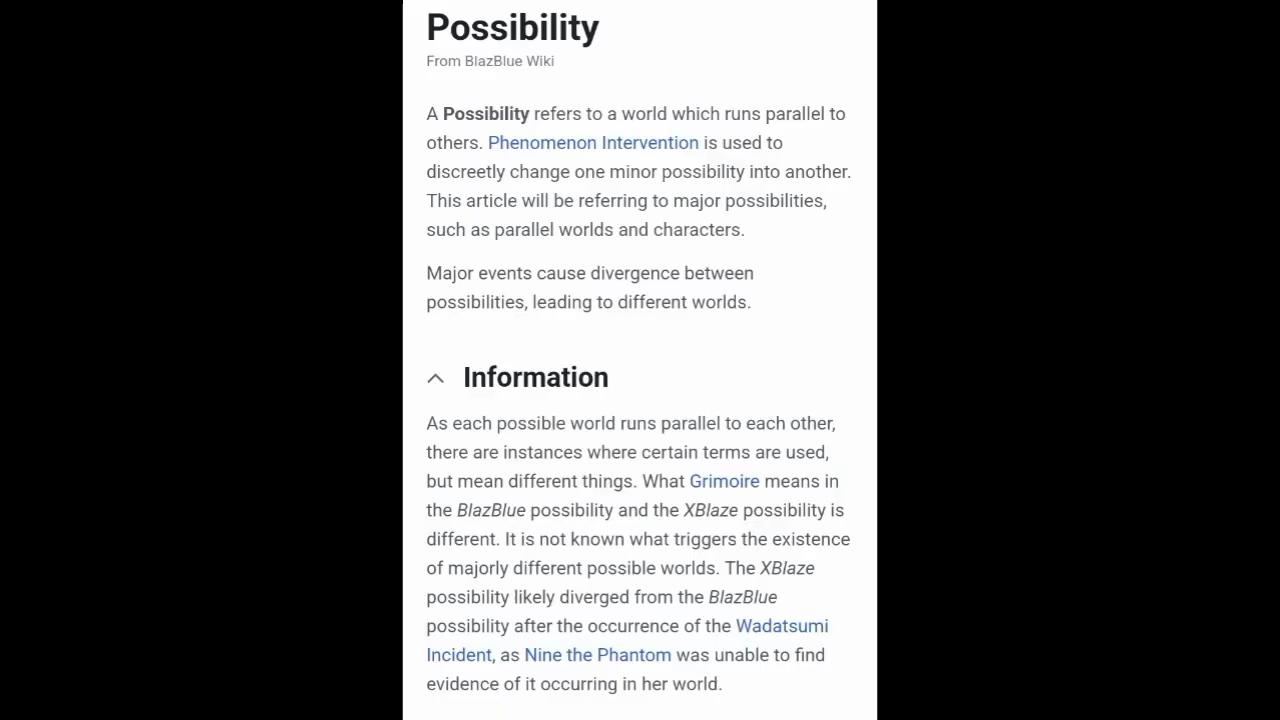 Possibility
From BlazBlue Wiki
A Possibility refers to a world which runs parallel to
others. Phenomenon Intervention is used to
discreetly change one minor possibility into another.
This article will be referring to major possibilities,
such as parallel worlds and characters.
Major events cause divergence between
possibilities, leading to different worlds.
Information
As each possible world runs parallel to each other,
there are instances where certain terms are used,
but mean different things. What Grimoire means in
the BlazBlue possibility and the XBlaze possibility is
different. It is not known what triggers the existence
of majorly different possible worlds. The XBlaze
possibility likely diverged from the BlazBlue
possibility after the occurrence of the Wadatsumi
Incident, as Nine the Phantom was unable to find
evidence of it occurring in her world.